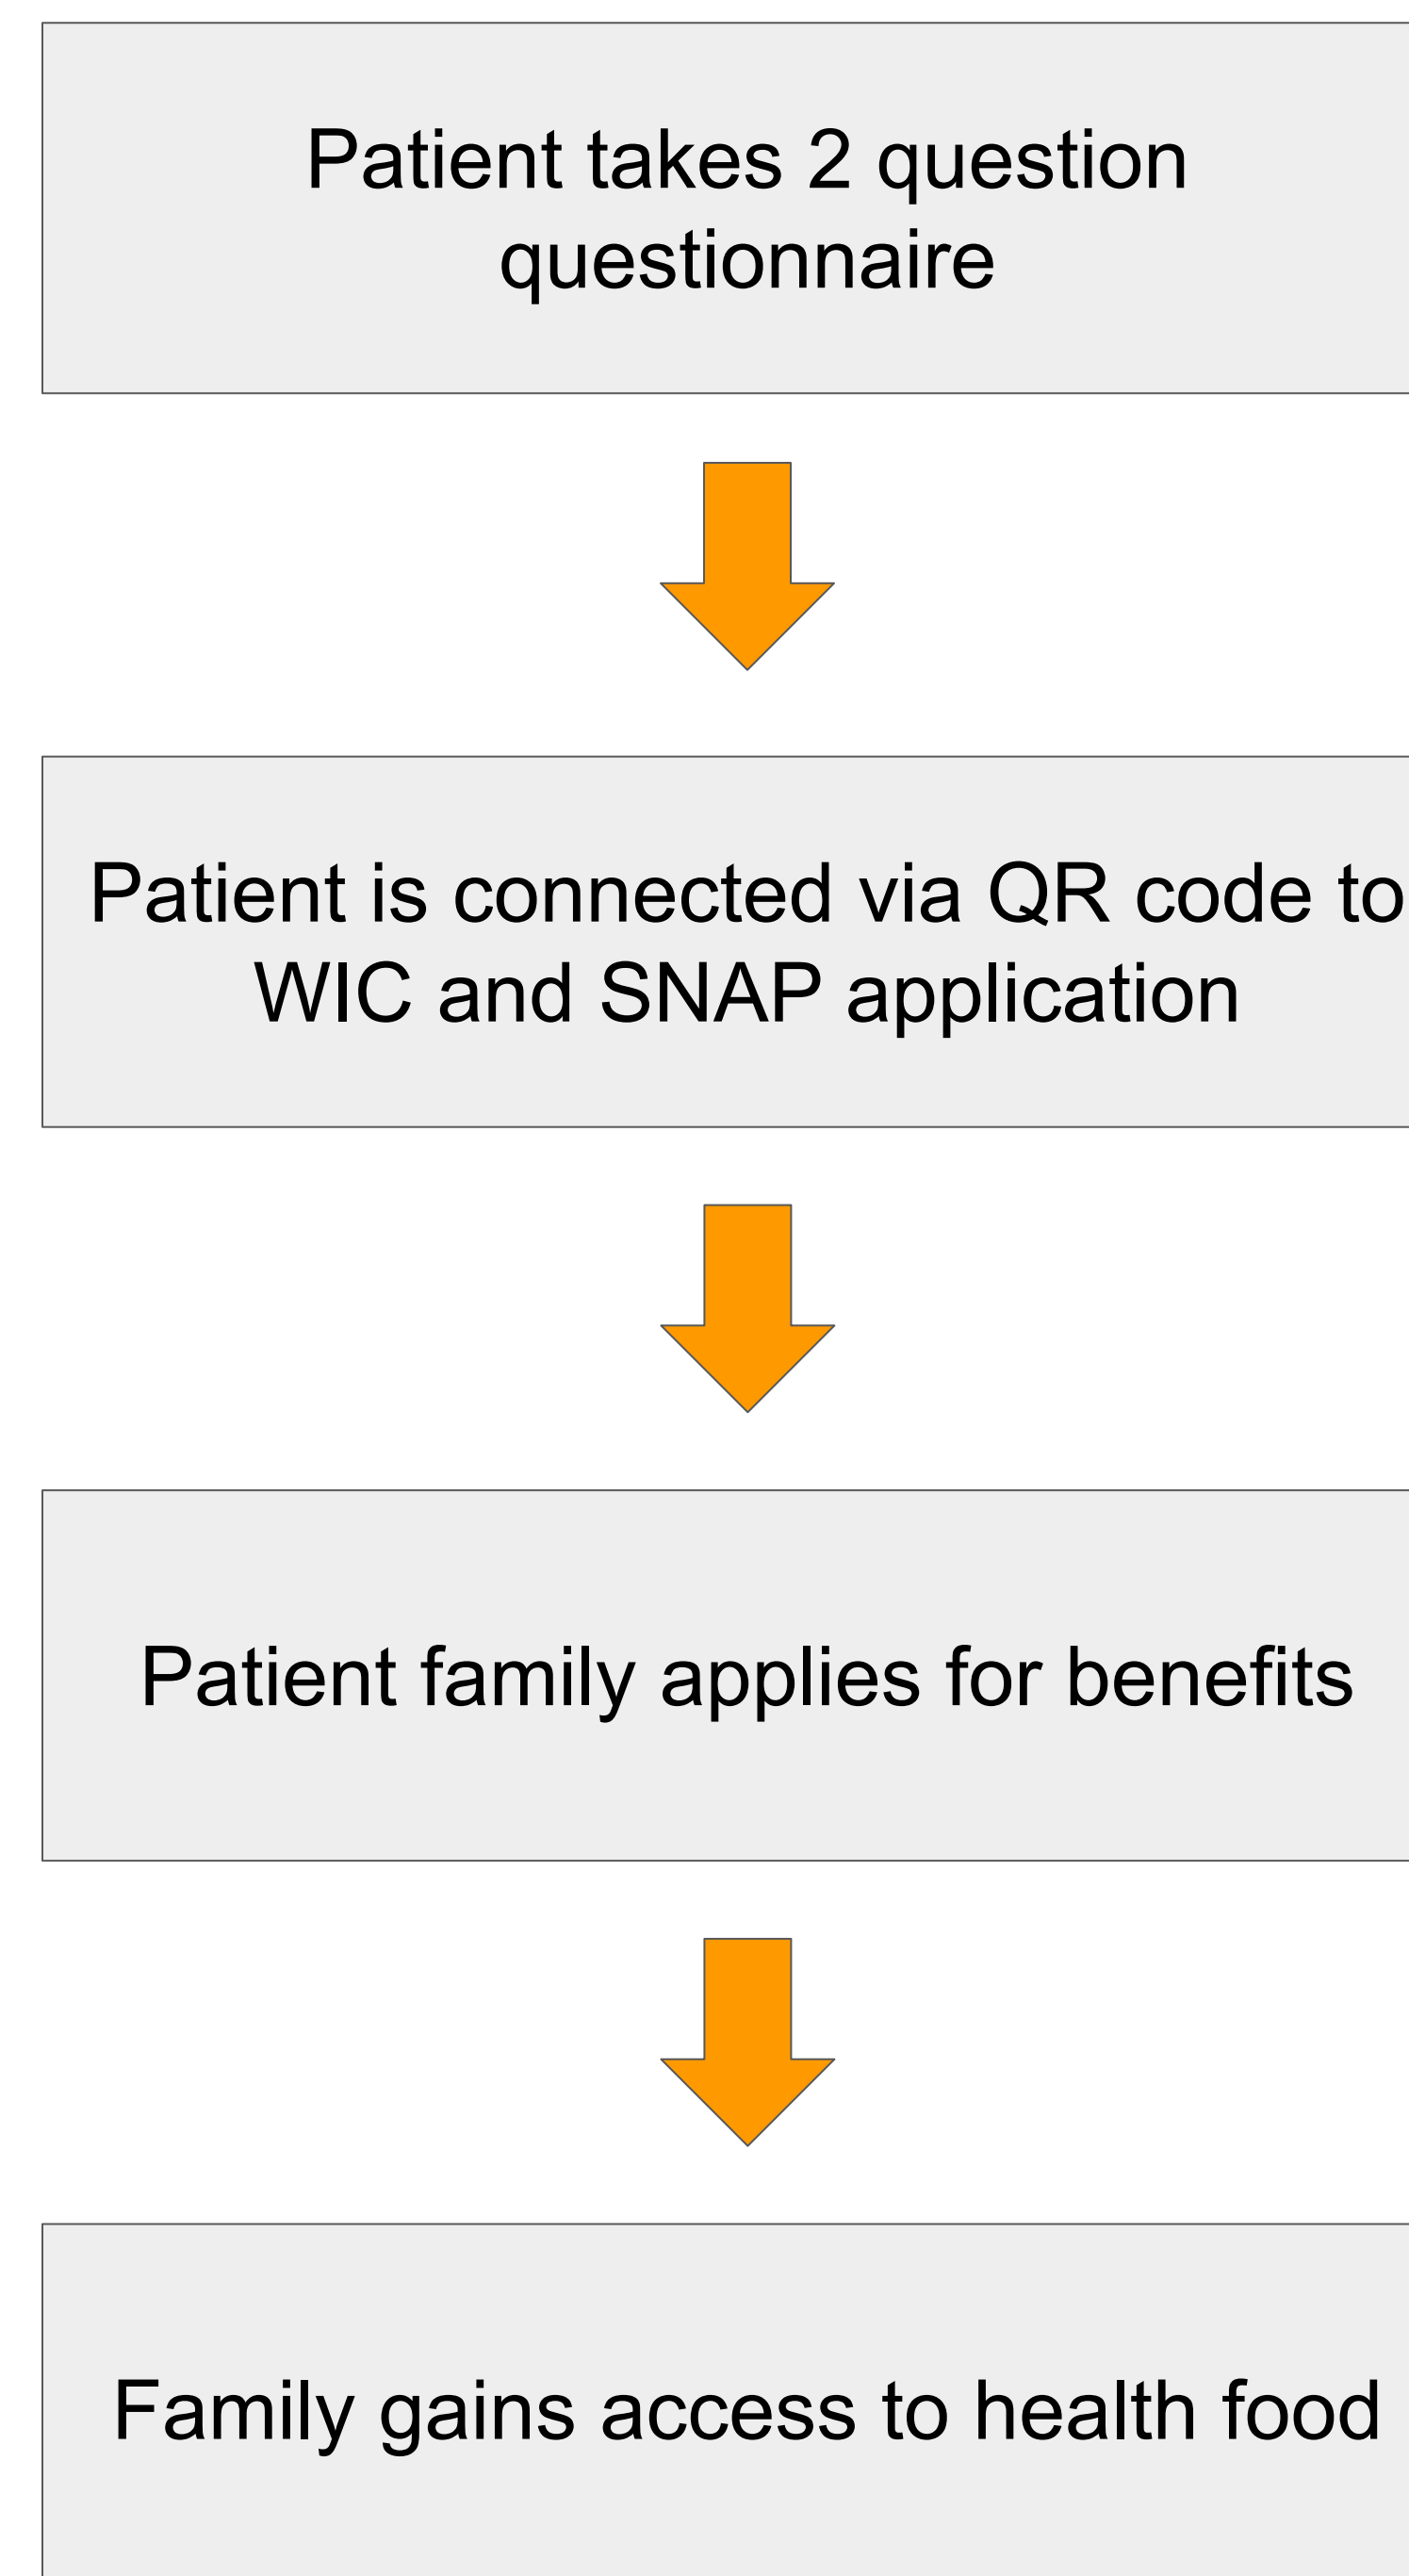 Patient takes 2 question
questionnaire
Patient is connected via QR code to
WIC and SNAP application
Patient family applies for benefits
Family gains access to health food